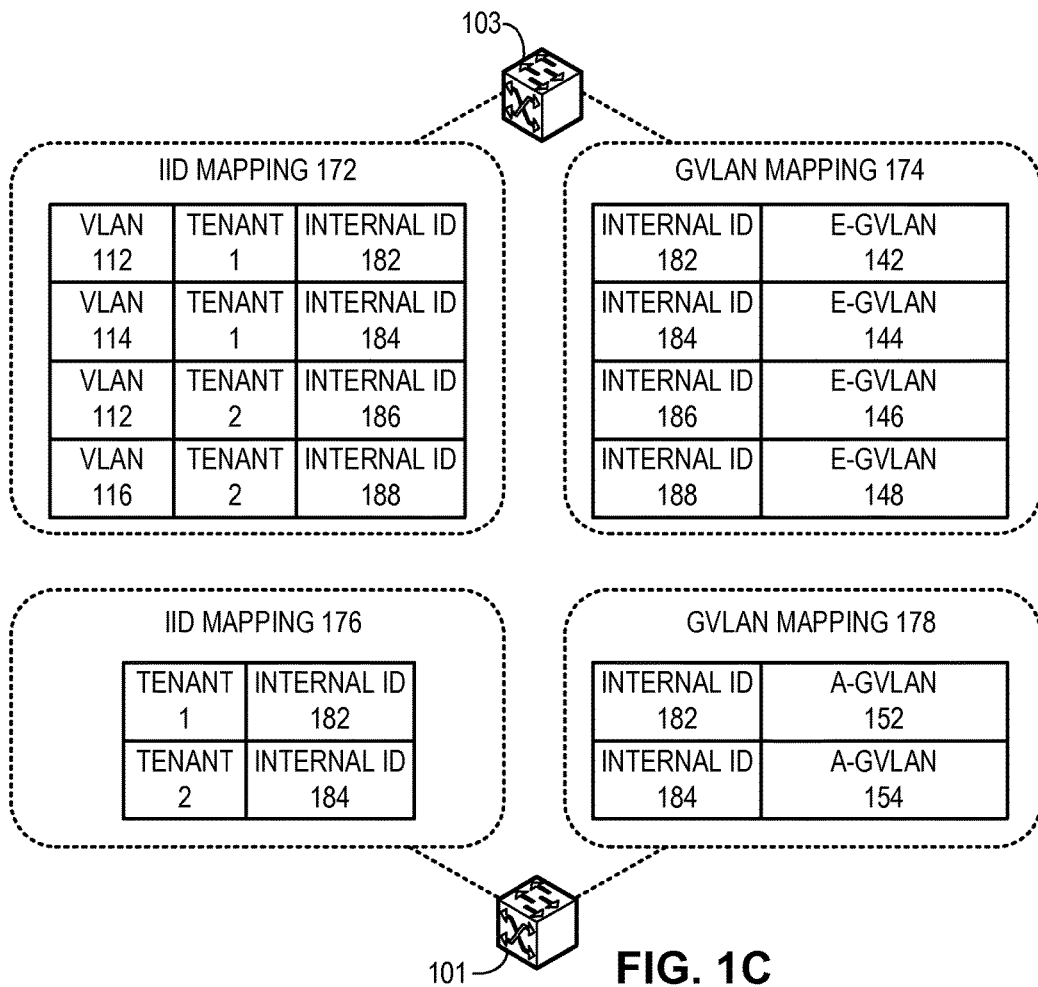 103
IID MAPPING 172
VLAN TENANT INTERNAL ID
112 1 182
VLAN TENANT INTERNAL ID
114 1 184
VLAN TENANT INTERNAL ID
112 2 186
VLAN TENANT INTERNAL ID
116 2 188
GVLAN MAPPING 174
INTERNAL ID E-GVLAN
182 142
INTERNAL ID E-GVLAN
184 144
INTERNAL ID E-GVLAN
186 146
INTERNAL ID E-GVLAN
188 148
IID MAPPING 176
TENANT INTERNAL ID
1 182
TENANT INTERNAL ID
2 184
GVLAN MAPPING 178
INTERNAL ID A-GVLAN
182 152
INTERNAL ID A-GVLAN
184 154
101
FIG. 1C